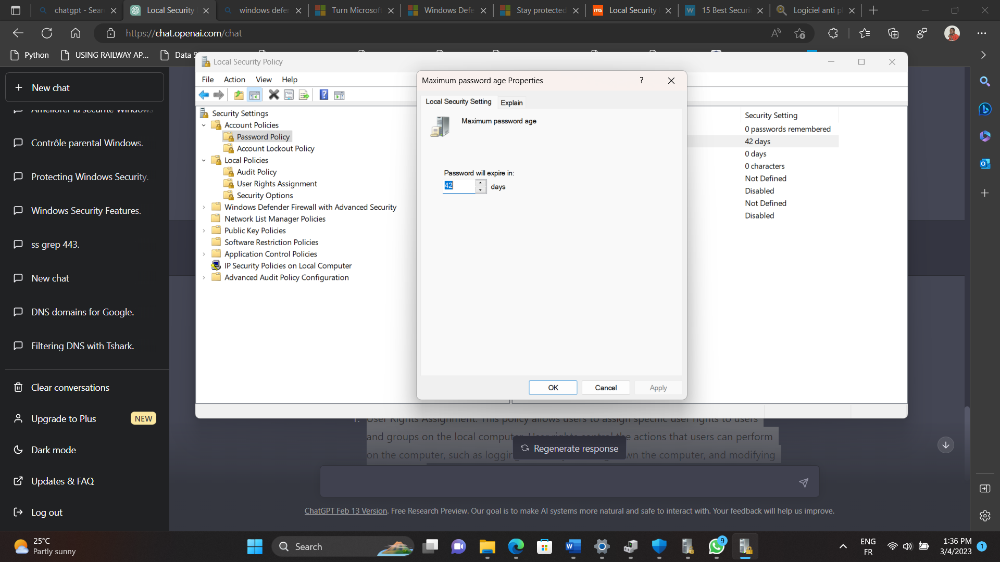 chatgpt - Sear
Local Security
windows defer
Turn Microsoft
Windows Defe
Stay protected
Local Security
15 Best Securi
Logiciel anti p
https://chat.openai.com/chat
Python
USING RAILWAY AP...
Data S
New chat
Améliorer la sécurité Windows
Contrôle parental Windows.
Protecting Windows Security.
Windows Security Features.
ss grep 443.
New chat
DNS domains for Google.
Filtering DNS with Tshark.
Clear conversations
Upgrade to Plus NEW
Dark mode
Updates & FAQ
Log out
Local Security Policy
File Action View Help
Security Settings
Account Policies
Password Policy
Account Lockout Policy
Local Policies
Audit Policy
User Rights Assignment
Security Options
Windows Defender Firewall with Advanced Security
Network List Manager Policies
Public Key Policies
Software Restriction Policies
Application Control Policies
IP Security Policies on Local Computer
Advanced Audit Policy Configuration
Maximum password age Properties ?
Local Security Setting Explain
Maximum password age
Password will expire in:
42 days
OK Cancel Apply
Security Setting
0 passwords remembered
42 days
0 days
0 characters
Not Defined
Disabled
Not Defined
Disabled
1. User Rights Assignment: This policy allows users to assign specific user rights to users
and groups on the local computer. User rights control the actions that users can perform
on the computer, such as logging wn the computer, and modifying
Regenerate response
ChatGPT Feb 13 Version. Free Research Preview. Our goal is to make AI systems more natural and safe to interact with. Your feedback will help us improve.
25°C
Partly sunny
Search
9
ENG
FR
1:36 PM
3/4/2023
1